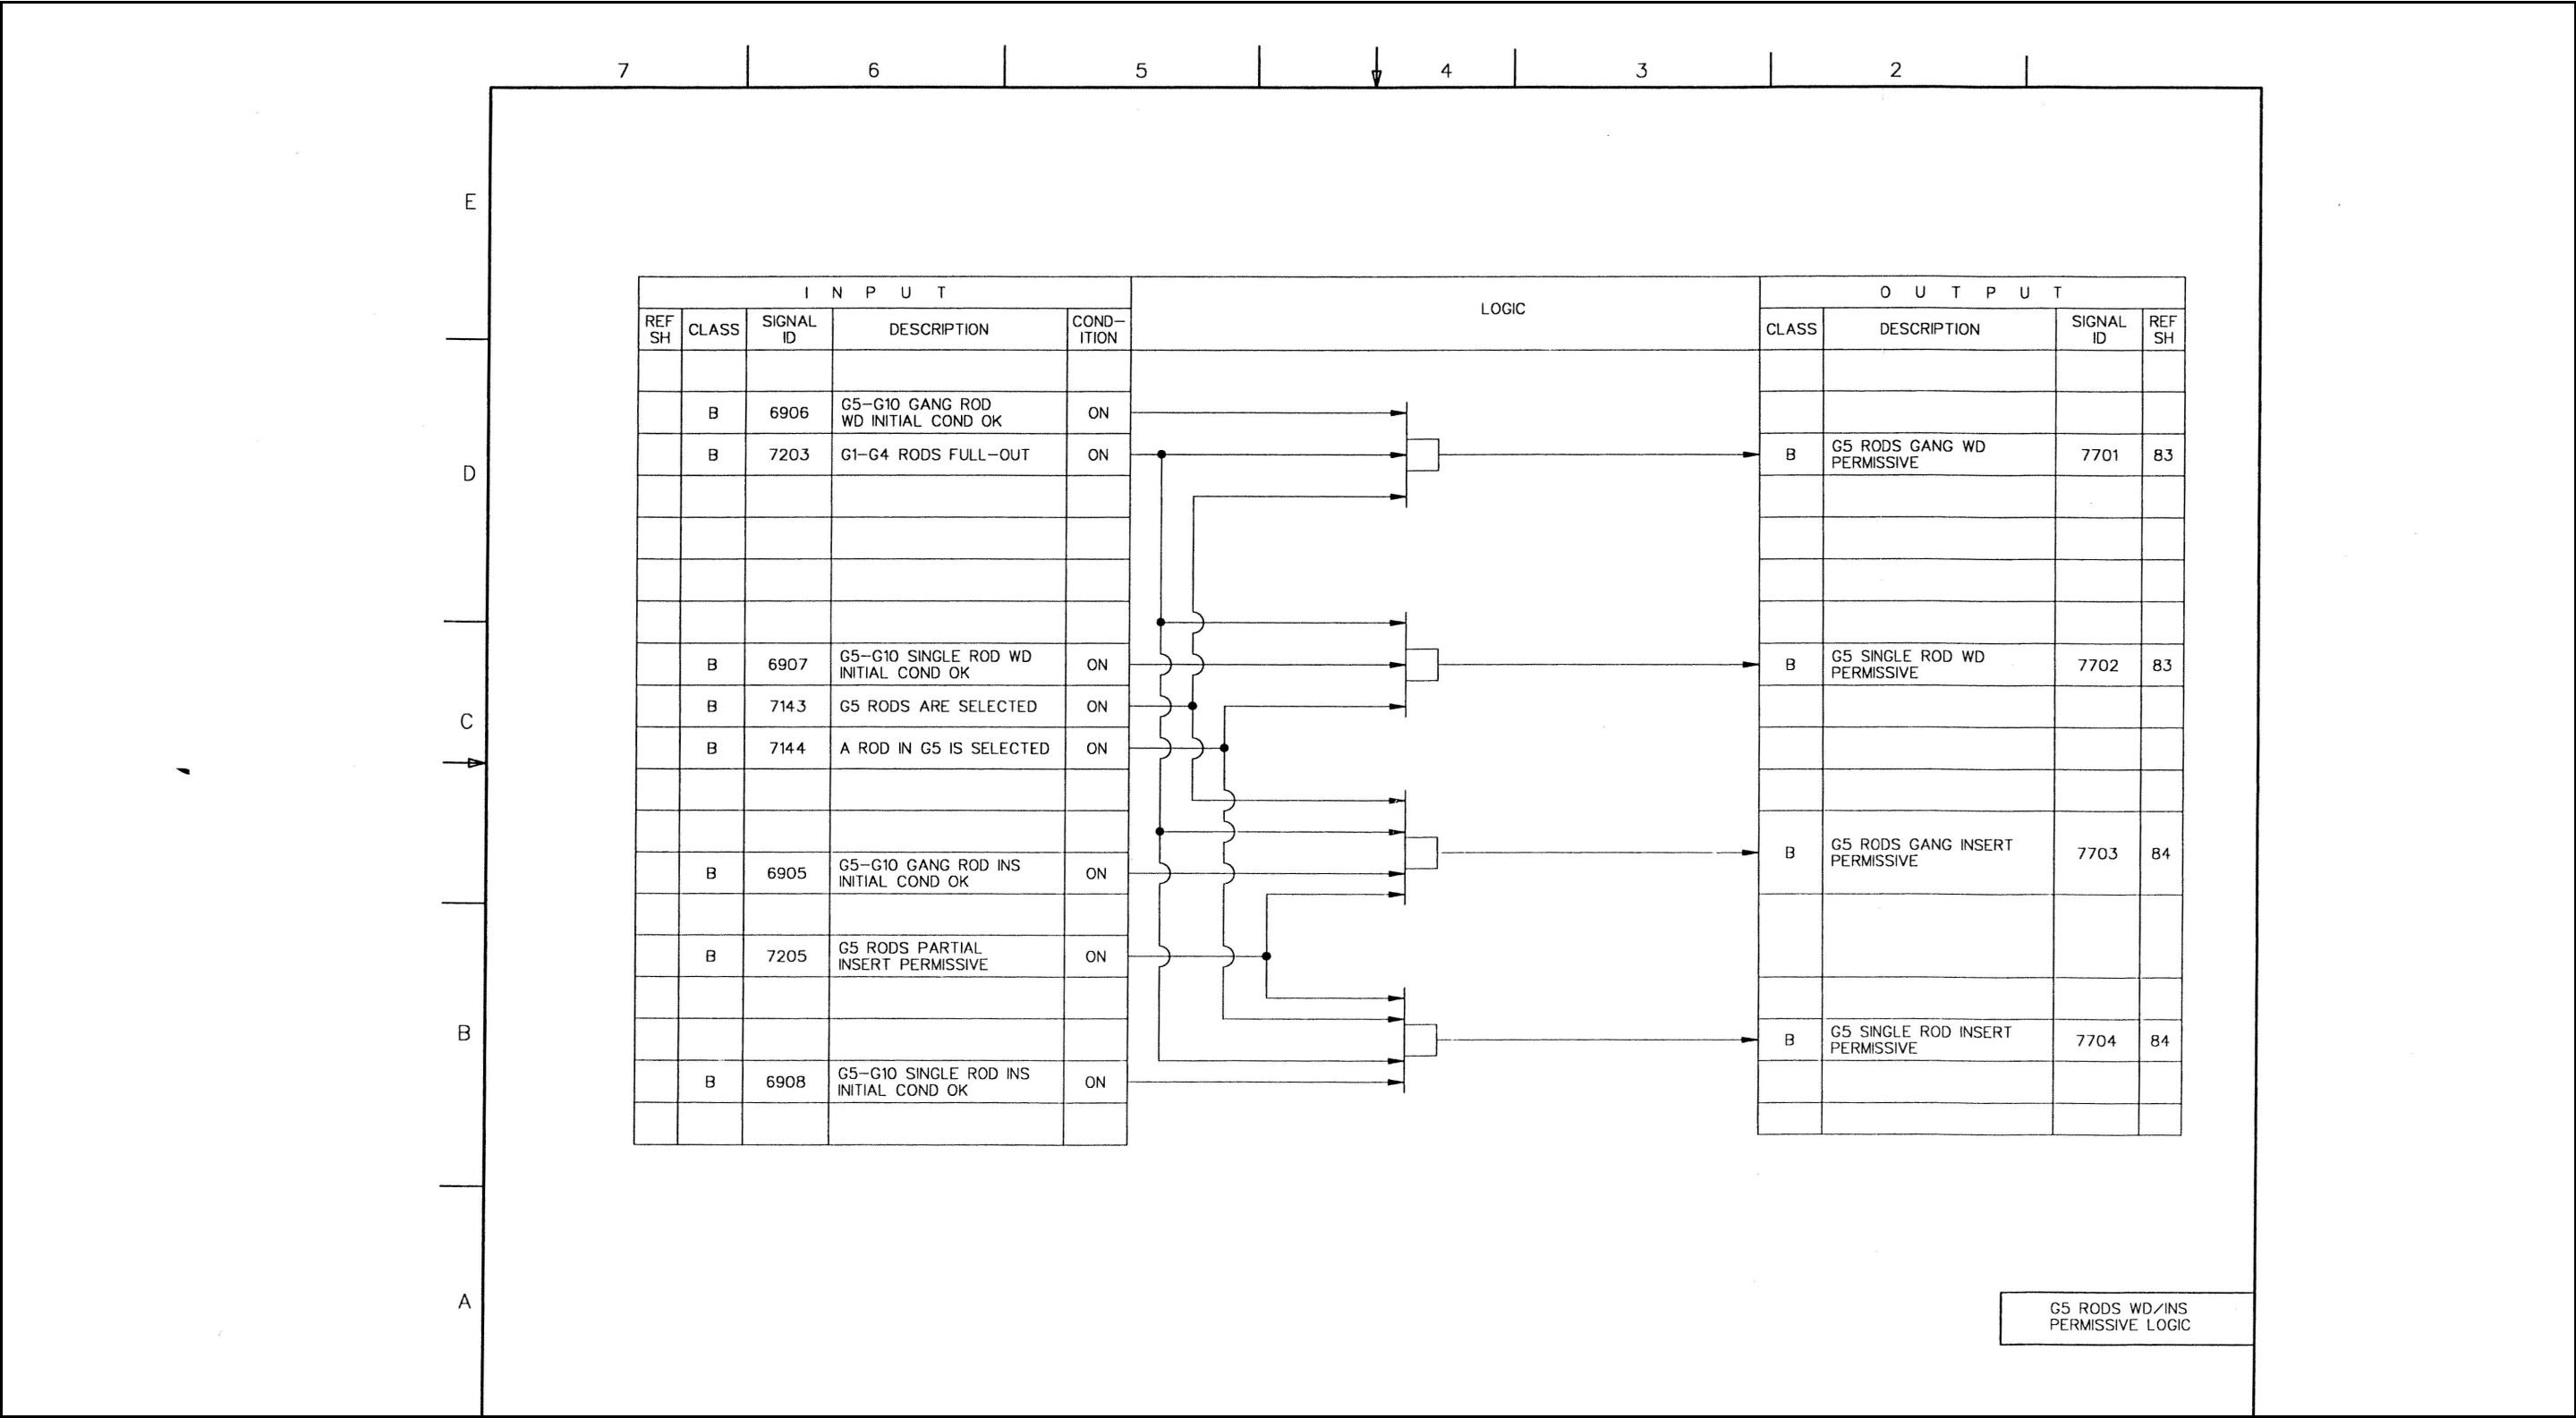 7 6 5 4 3 2
E
D
C
B
A
I N P U T
LOGIC
O U T P U T
REF SH CLASS SIGNAL ID DESCRIPTION COND-ITION
CLASS DESCRIPTION SIGNAL ID REF SH
B 6906 G5-G10 GANG ROD
WD INITIAL COND OK ON
B 7203 G1-G4 RODS FULL-OUT ON
B G5 RODS GANG WD
PERMISSIVE 7701 83
B 6907 G5-G10 SINGLE ROD WD
INITIAL COND OK ON
B G5 SINGLE ROD WD
PERMISSIVE 7702 83
B 7143 G5 RODS ARE SELECTED ON
B 7144 A ROD IN G5 IS SELECTED ON
B G5 RODS GANG INSERT
PERMISSIVE 7703 84
B 6905 G5-G10 GANG ROD INS
INITIAL COND OK ON
B 7205 G5 RODS PARTIAL
INSERT PERMISSIVE ON
B G5 SINGLE ROD INSERT
PERMISSIVE 7704 84
B 6908 G5-G10 SINGLE ROD INS
INITIAL COND OK ON
G5 RODS WD/INS
PERMISSIVE LOGIC